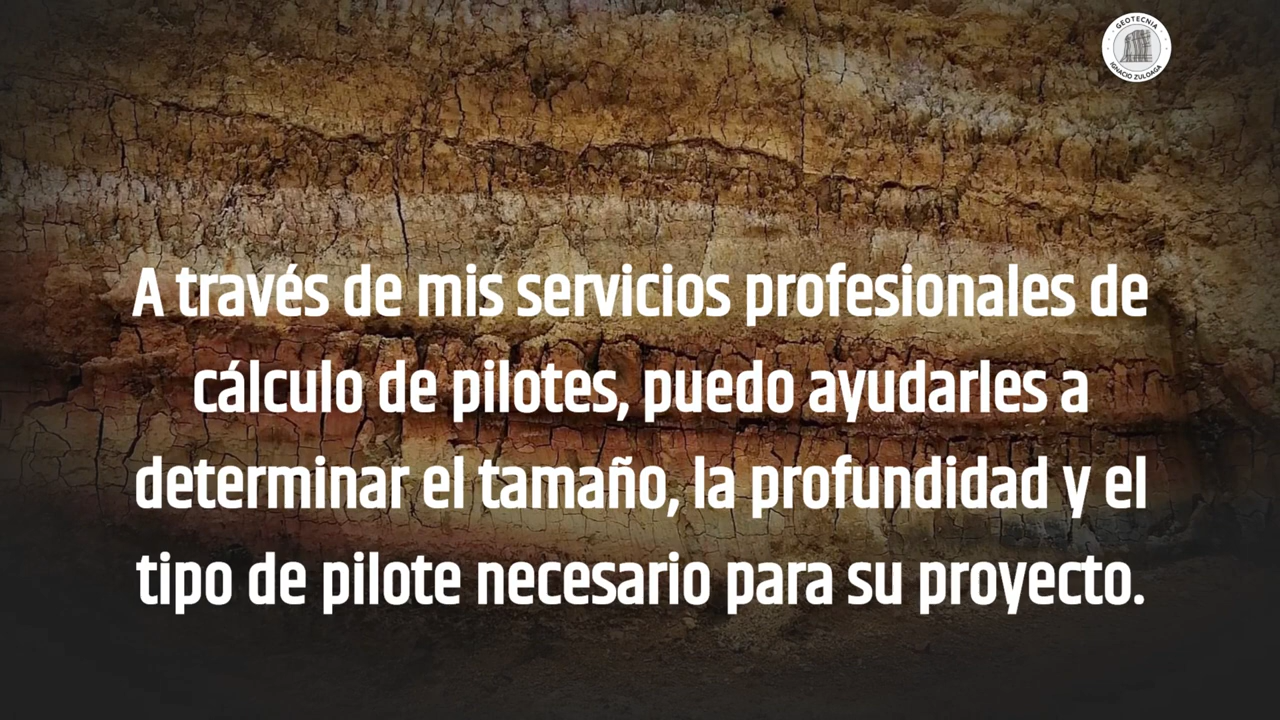 GEOTECNIA
IGNACIO ZULOAGA
A través de mis servicios profesionales de
cálculo de pilotes, puedo ayudarles a
determinar el tamaño, la profundidad y el
tipo de pilote necesario para su proyecto.